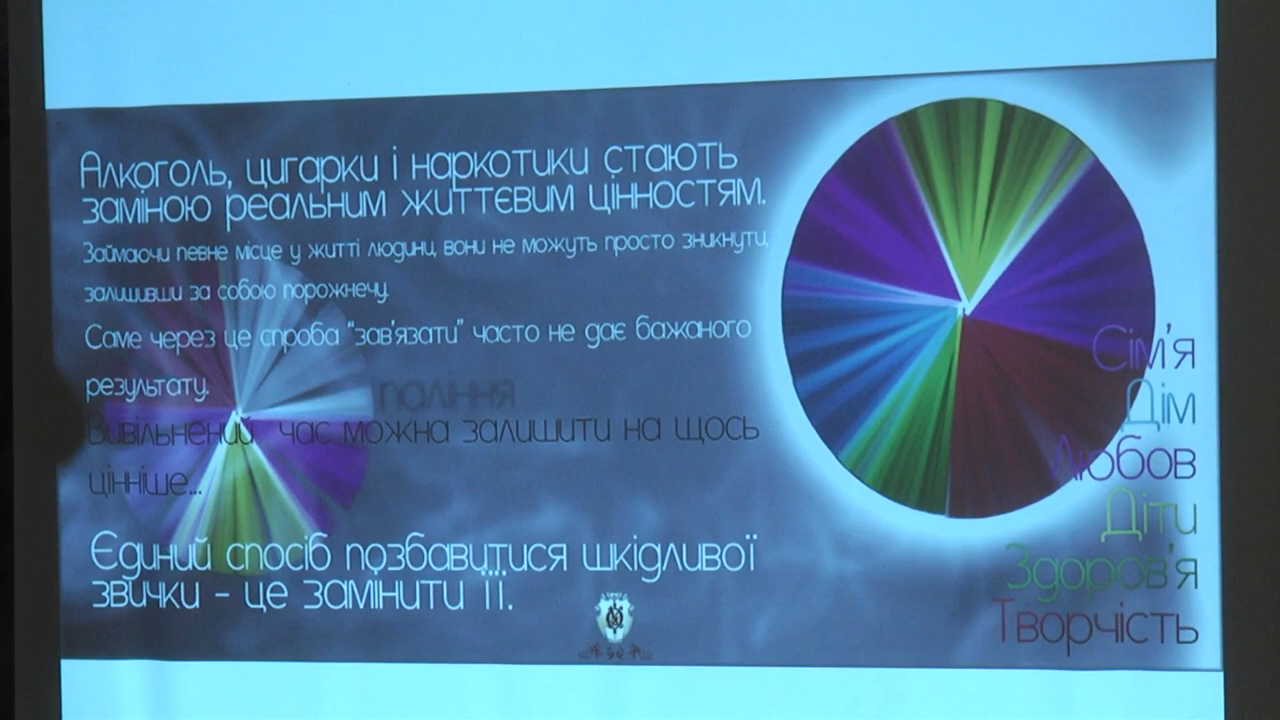 Алкоголь, цигарки і наркотики стають
заміною реальним життєвим цінностям.
Займаючи певне місце у житті людини, вони не можуть просто зникнути,
залишивши за собою порожнечу.
Саме через це спроба "зав'язати" часто не дає бажаного
результату.
паління
Вивільнений час можна залишити на щось
цінніше...
Єдиний спосіб позбавитися шкідливої
звички - це замінити її.
Сім'я
Дім
Любов
Діти
Здоров'я
Творчість